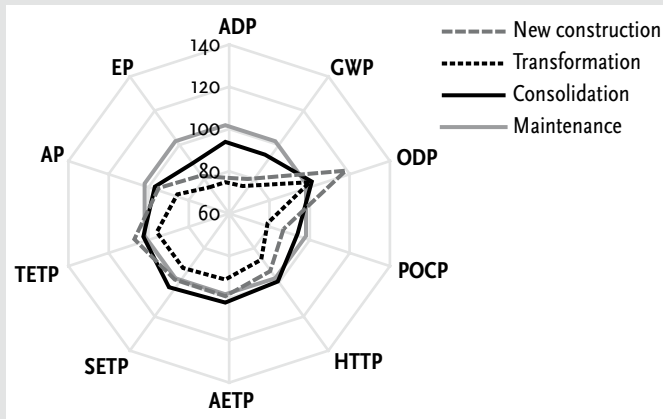 ADP
GWP
ODP
POCP
HTTP
AETP
SETP
TETP
AP
EP
140
120
100
80
60
New construction
Transformation
Consolidation
Maintenance